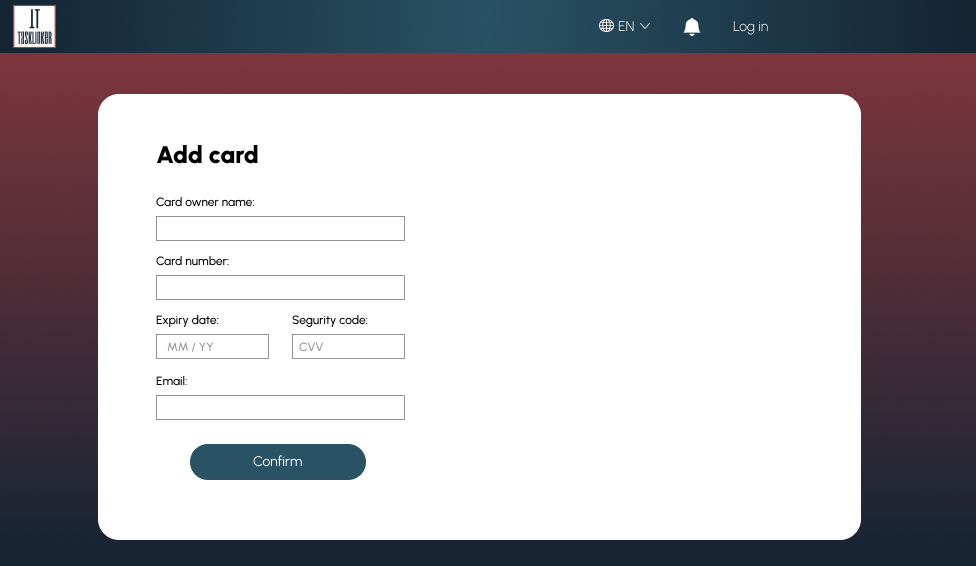 IT
TASKLINKER
EN
Log in
Add card
Card owner name:
Card number:
Expiry date:
Segurity code:
MM / YY
CVV
Email:
Confirm